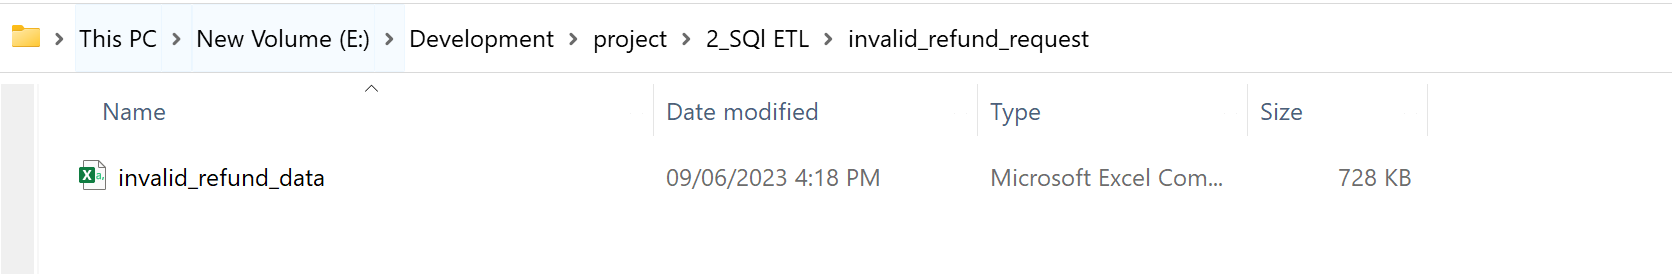 This PC > New Volume (E:) > Development > project > 2_SQl ETL > invalid_refund_request
Name Date modified Type Size
invalid_refund_data 09/06/2023 4:18 PM Microsoft Excel Com... 728 KB